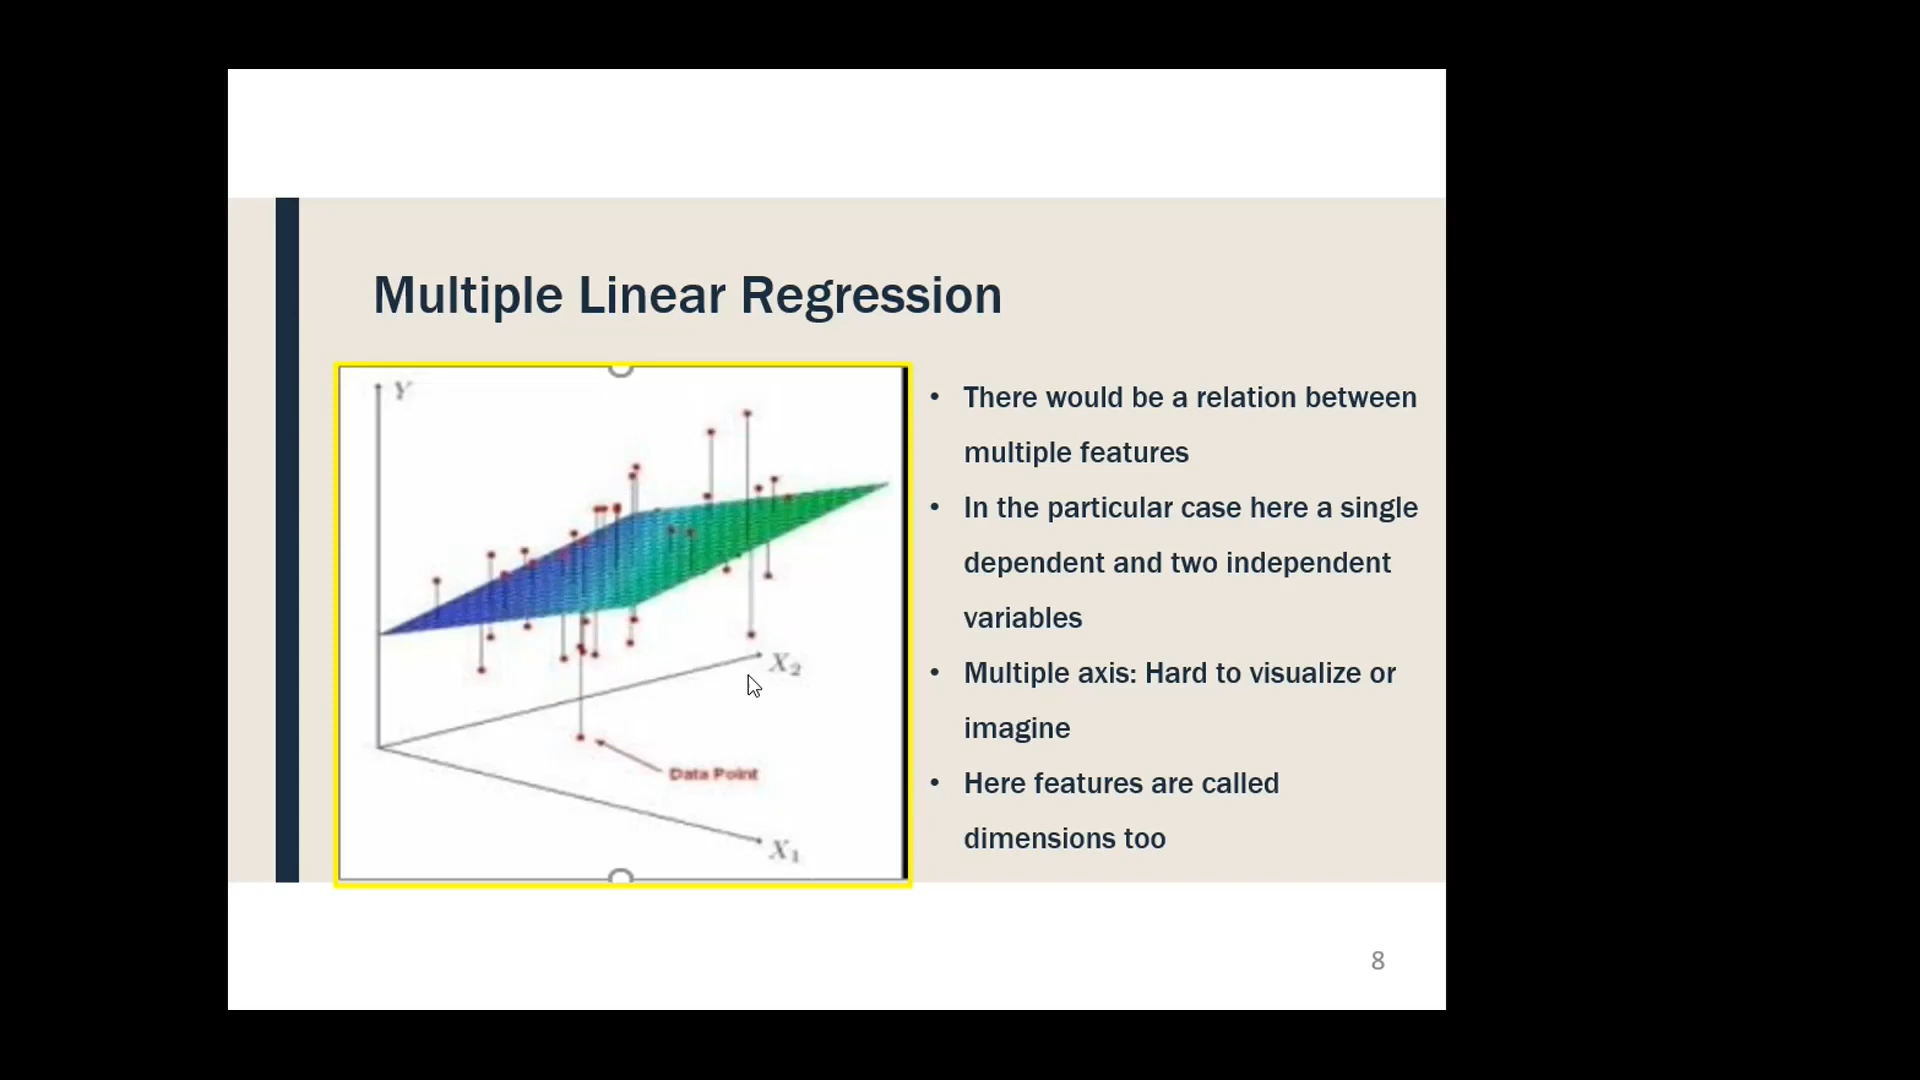 Multiple Linear Regression
Y
X2
Data Point
X1
• There would be a relation between
multiple features
• In the particular case here a single
dependent and two independent
variables
• Multiple axis: Hard to visualize or
imagine
• Here features are called
dimensions too
8